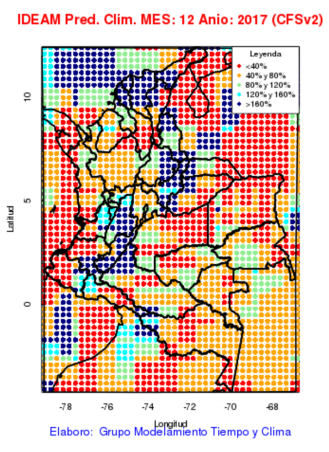 IDEAM Pred. Clim. MES: 12 Anio: 2017 (CFSv2)
Leyenda
<40%
40% y 80%
80% y 120%
120% y 160%
>160%
10
5
0
Latitud
-78 -76 -74 -72 -70 -68
Longitud
Elaboro: Grupo Modelamiento Tiempo y Clima